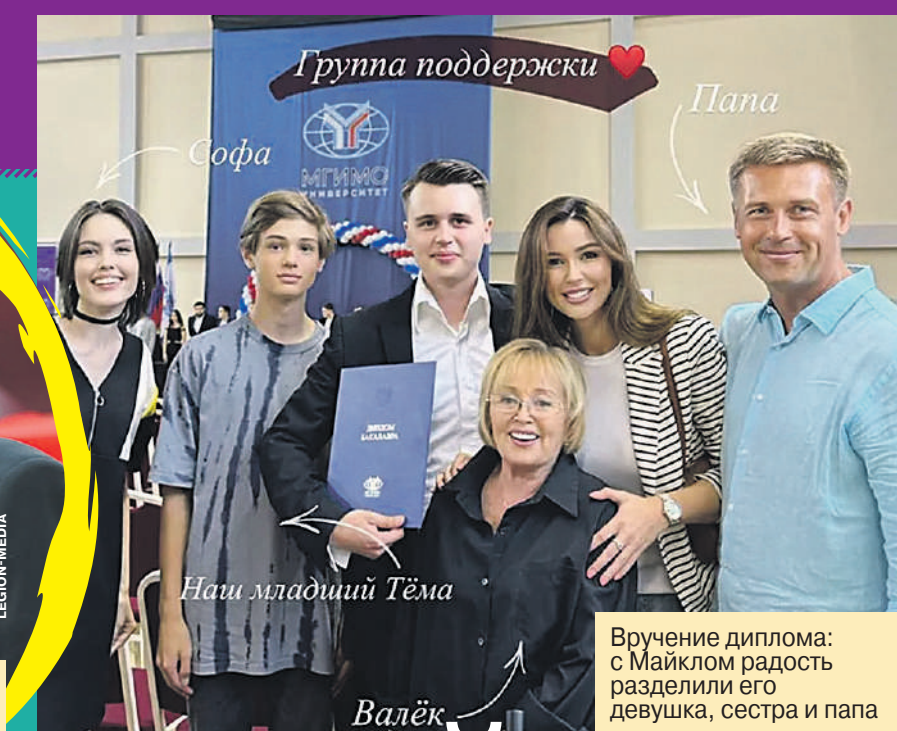 Группа поддержки ❤️
Папа
Софа
МГИМО
УНИВЕРСИТЕТ
ДИПЛОМ
БАКАЛАВРА
LEGION-MEDIA
Наш младший Тёма
Валёк
Вручение диплома:
с Майклом радость
разделили его
девушка, сестра и папа